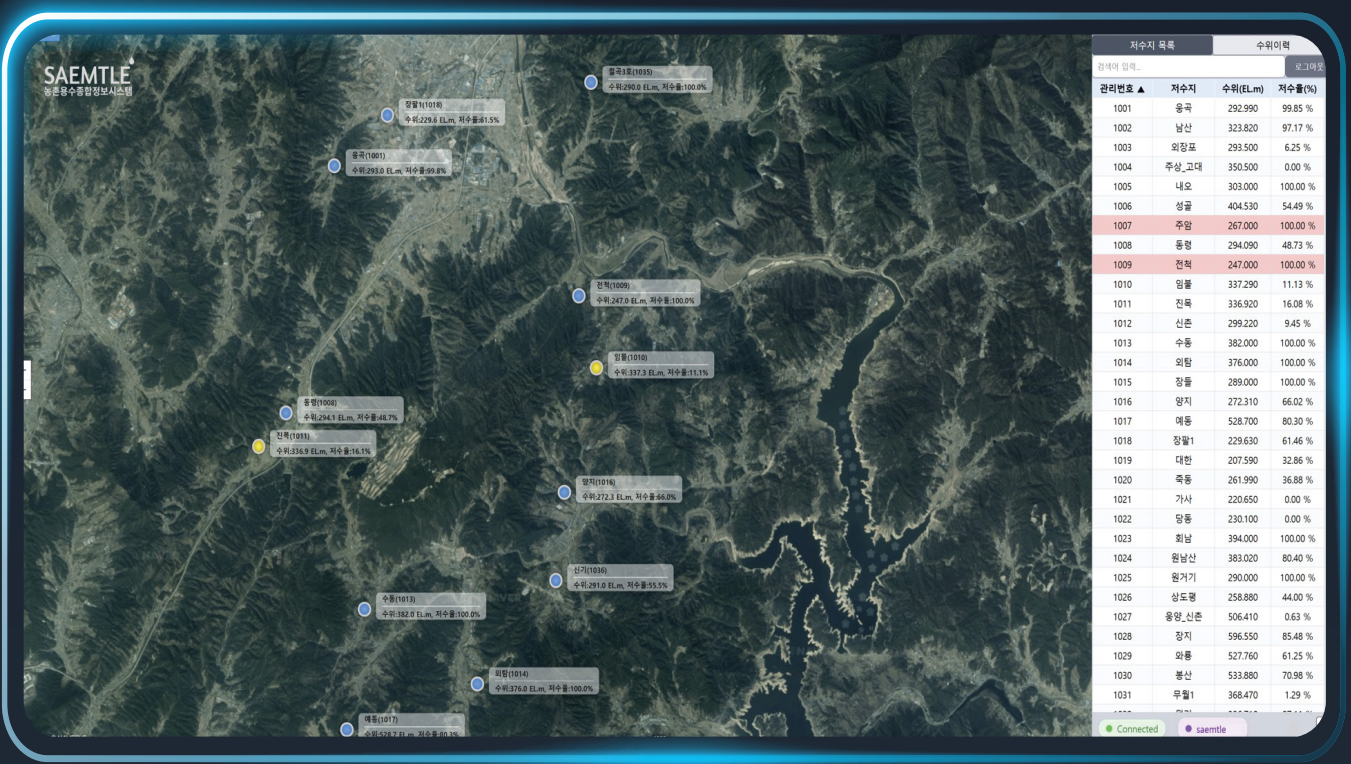 SAEMTLE
농촌용수종합정보시스템
칠곡3호(1035)
수위:290.0 EL.m, 저수율:100.0%
장팔1(1018)
수위:229.6 EL.m, 저수율:61.5%
웅곡(1001)
수위:293.0 EL.m, 저수율:99.8%
전척(1009)
수위:247.0 EL.m, 저수율:100.0%
임불(1010)
수위:337.3 EL.m, 저수율:11.1%
동령(1008)
수위:294.1 EL.m, 저수율:48.7%
진목(1011)
수위:336.9 EL.m, 저수율:16.1%
양지(1016)
수위:272.3 EL.m, 저수율:66.0%
신기(1036)
수위:291.0 EL.m, 저수율:55.5%
수동(1013)
수위:382.0 EL.m, 저수율:100.0%
외탐(1014)
수위:376.0 EL.m, 저수율:100.0%
예동(1017)
수위:528.7 EL.m, 저수율:80.3%
저수지 목록 수위이력
검색어 입력... 로그아웃
관리번호 ▲ 저수지 수위(EL.m) 저수율(%)
1001 웅곡 292.990 99.85 %
1002 남산 323.820 97.17 %
1003 외장포 293.500 6.25 %
1004 주상_고대 350.500 0.00 %
1005 내오 303.000 100.00 %
1006 성골 404.530 54.49 %
1007 주암 267.000 100.00 %
1008 동령 294.090 48.73 %
1009 전척 247.000 100.00 %
1010 임불 337.290 11.13 %
1011 진목 336.920 16.08 %
1012 신촌 299.220 9.45 %
1013 수동 382.000 100.00 %
1014 외탐 376.000 100.00 %
1015 장들 289.000 100.00 %
1016 양지 272.310 66.02 %
1017 예동 528.700 80.30 %
1018 장팔1 229.630 61.46 %
1019 대한 207.590 32.86 %
1020 죽동 261.990 36.88 %
1021 가사 220.650 0.00 %
1022 당동 230.100 0.00 %
1023 회남 394.000 100.00 %
1024 원남산 383.020 80.40 %
1025 원거기 290.000 100.00 %
1026 상도평 258.880 44.00 %
1027 웅양_신촌 506.410 0.63 %
1028 장지 596.550 85.48 %
1029 와룡 527.760 61.25 %
1030 봉산 533.880 70.98 %
1031 무월1 368.470 1.29 %
Connected saemtle